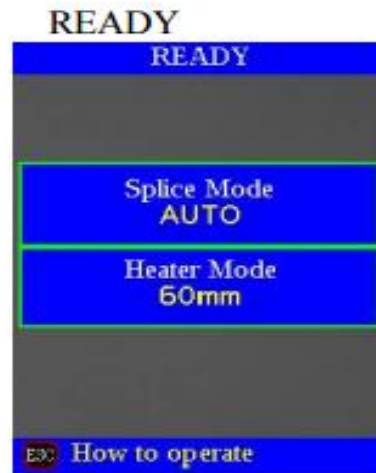 READY
READY
Splice Mode
AUTO
Heater Mode
60mm
ESC How to operate